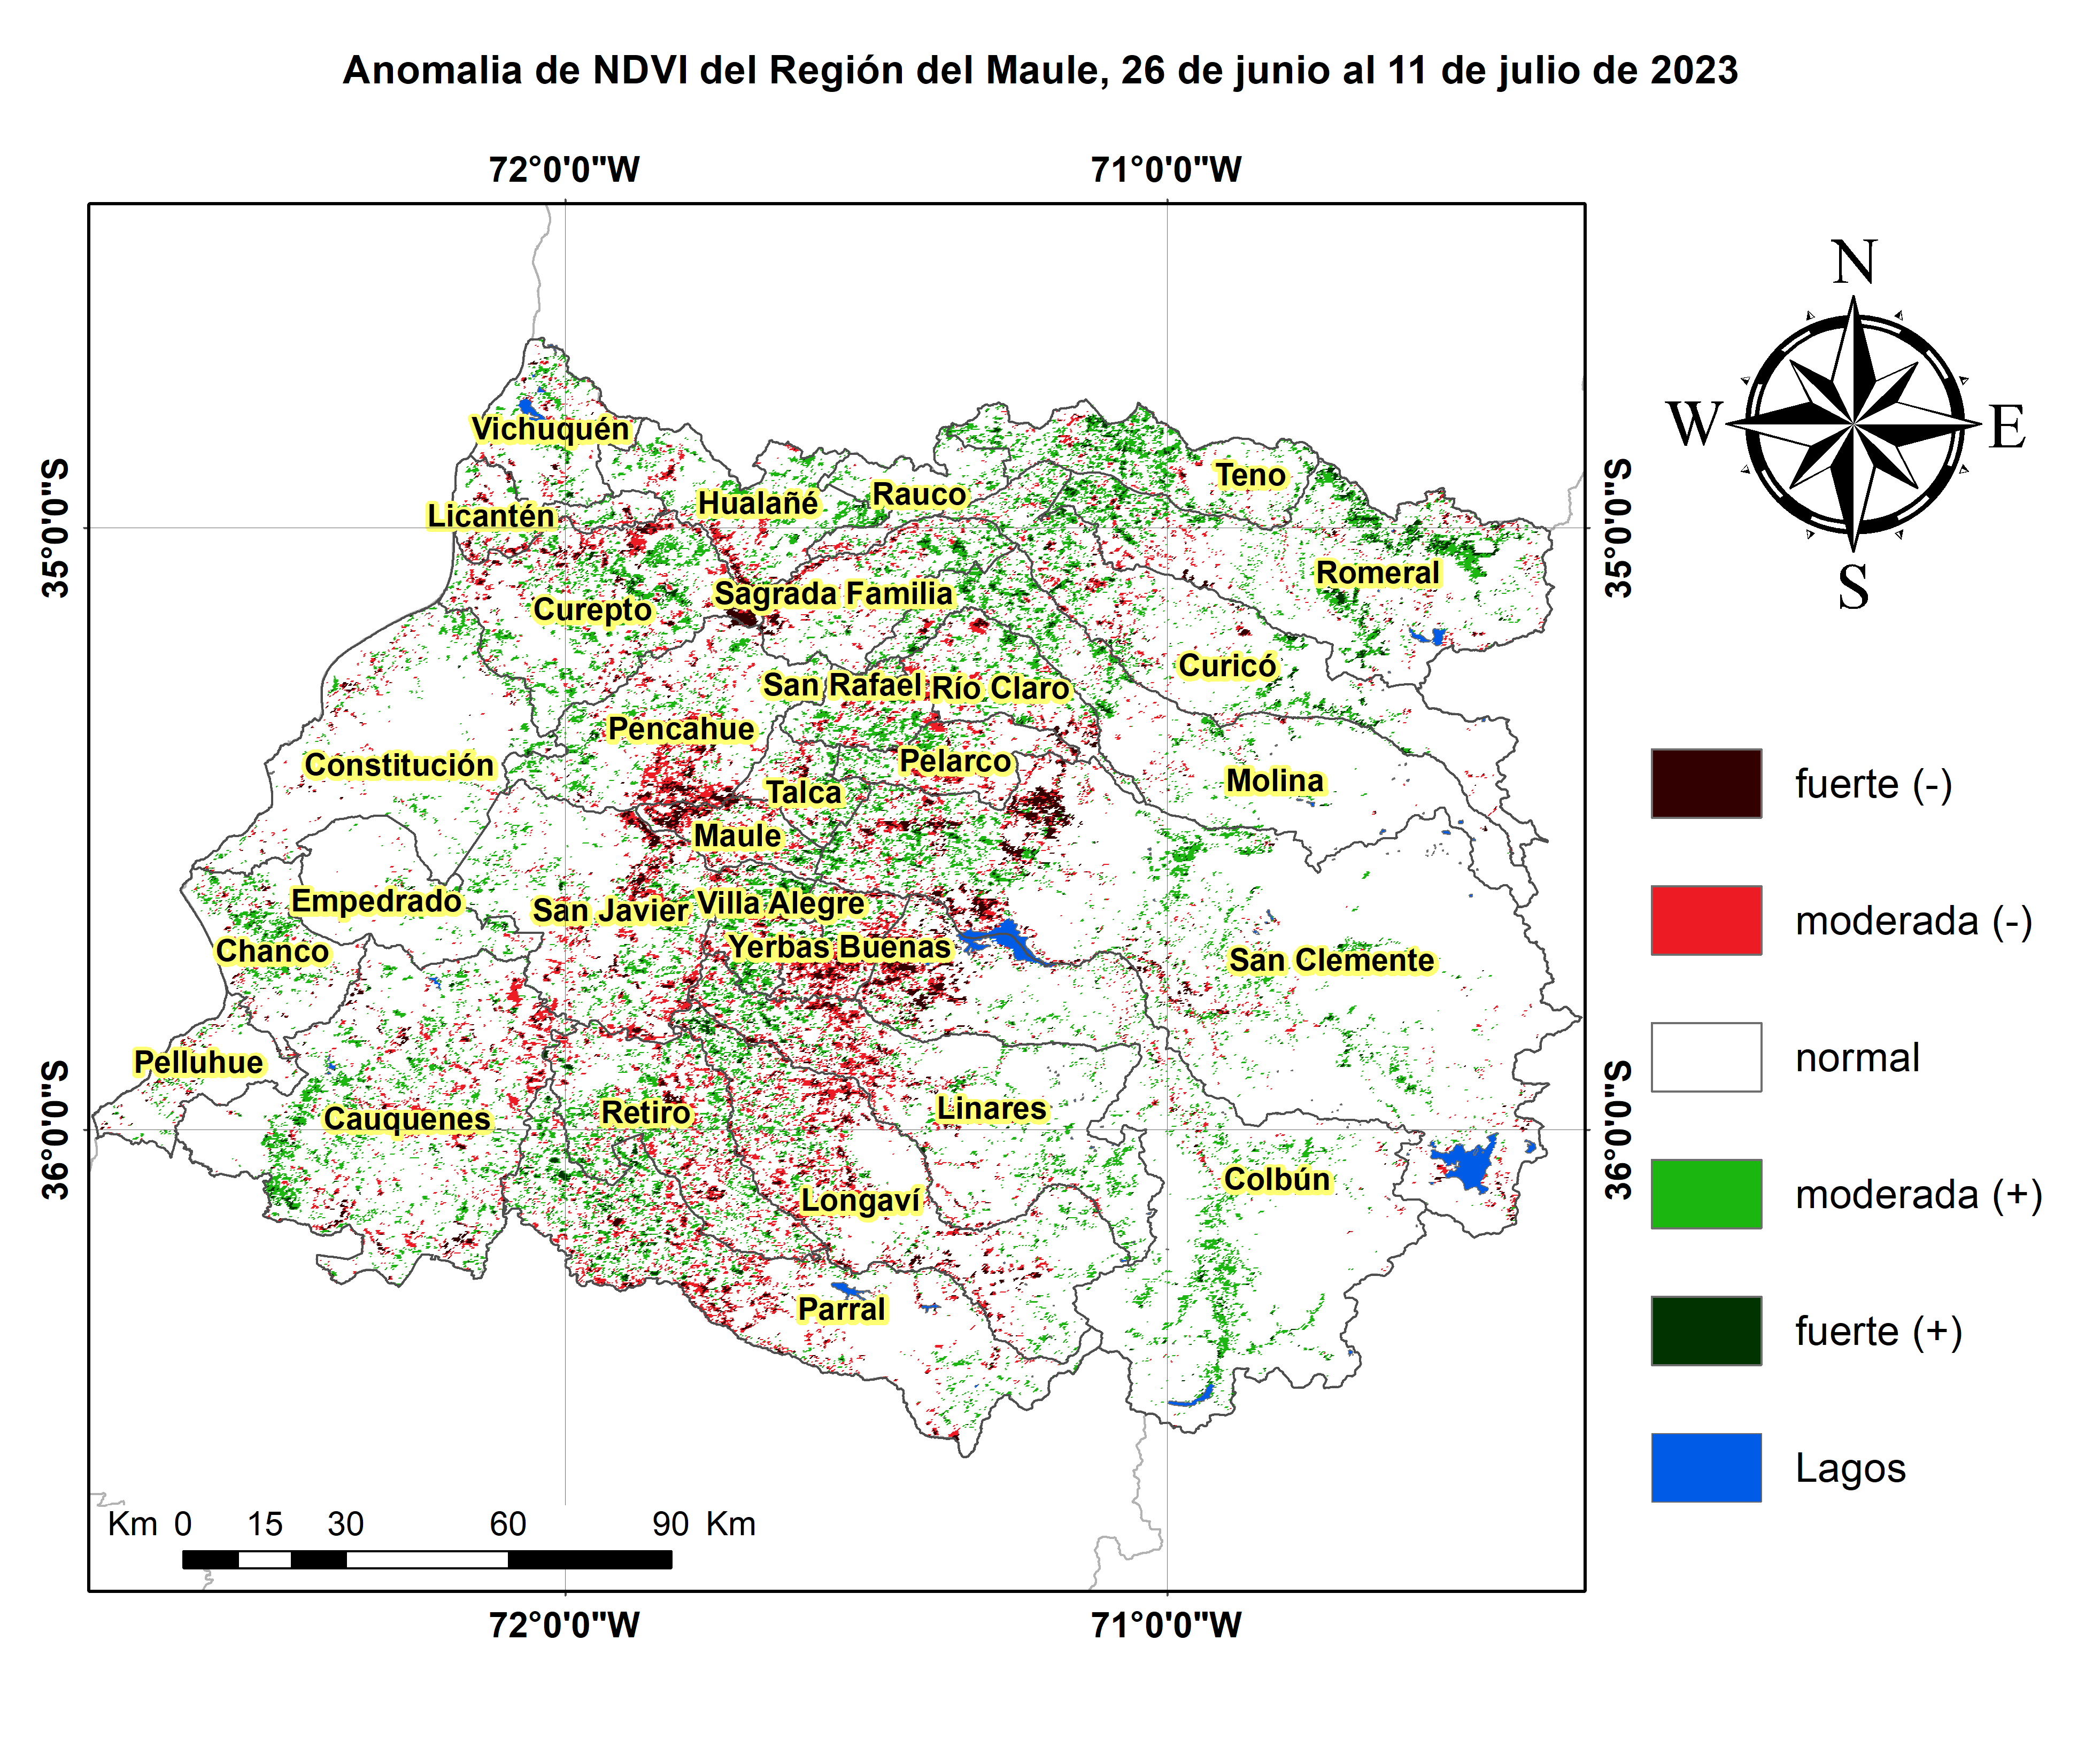 Anomalia de NDVI del Región del Maule, 26 de junio al 11 de julio de 2023
72°0'0"W
71°0'0"W
N
W
E
S
35°0'0"S
35°0'0"S
36°0'0"S
36°0'0"S
Vichuquén
Teno
Rauco
Hualañé
Licantén
Romeral
Sagrada Familia
Curepto
Curicó
San Rafael
Río Claro
Pencahue
Constitución
Pelarco
Molina
Talca
Maule
Empedrado
San Javier
Villa Alegre
Chanco
Yerbas Buenas
San Clemente
Pelluhue
Cauquenes
Retiro
Linares
Colbún
Longaví
Parral
fuerte (-)
moderada (-)
normal
moderada (+)
fuerte (+)
Lagos
Km 0 15 30 60 90 Km
72°0'0"W
71°0'0"W